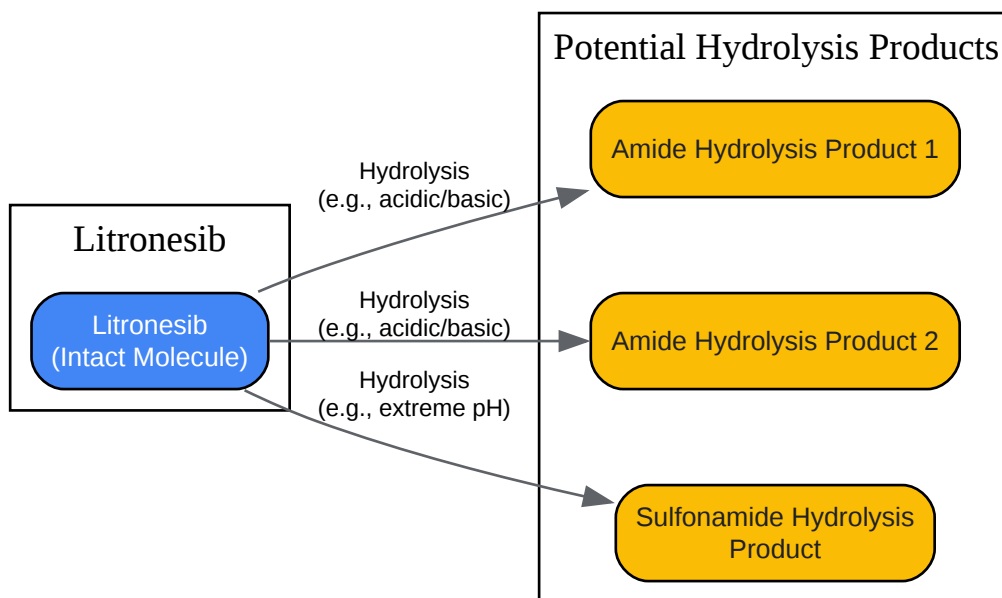 Potential Hydrolysis Products
Amide Hydrolysis Product 1
Hydrolysis
(e.g., acidic/basic)
Litronesib
Litronesib
(Intact Molecule)
Hydrolysis
(e.g., acidic/basic)
Amide Hydrolysis Product 2
Hydrolysis
(e.g., extreme pH)
Sulfonamide Hydrolysis
Product